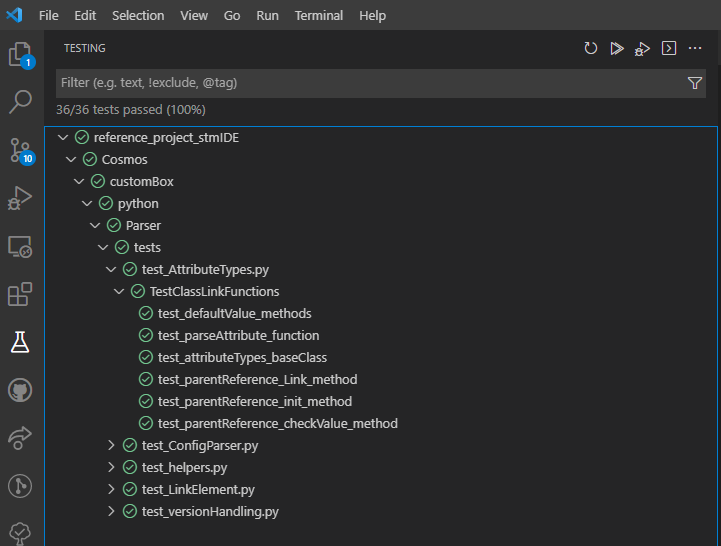 File Edit Selection View Go Run Terminal Help
TESTING
1
Filter (e.g. text, !exclude, @tag)
36/36 tests passed (100%)
reference_project_stmIDE
10
Cosmos
customBox
python
Parser
tests
test_AttributeTypes.py
TestClassLinkFunctions
test_defaultValue_methods
test_parseAttribute_function
test_attributeTypes_baseClass
test_parentReference_Link_method
test_parentReference_init_method
test_parentReference_checkValue_method
test_ConfigParser.py
test_helpers.py
test_LinkElement.py
test_versionHandling.py